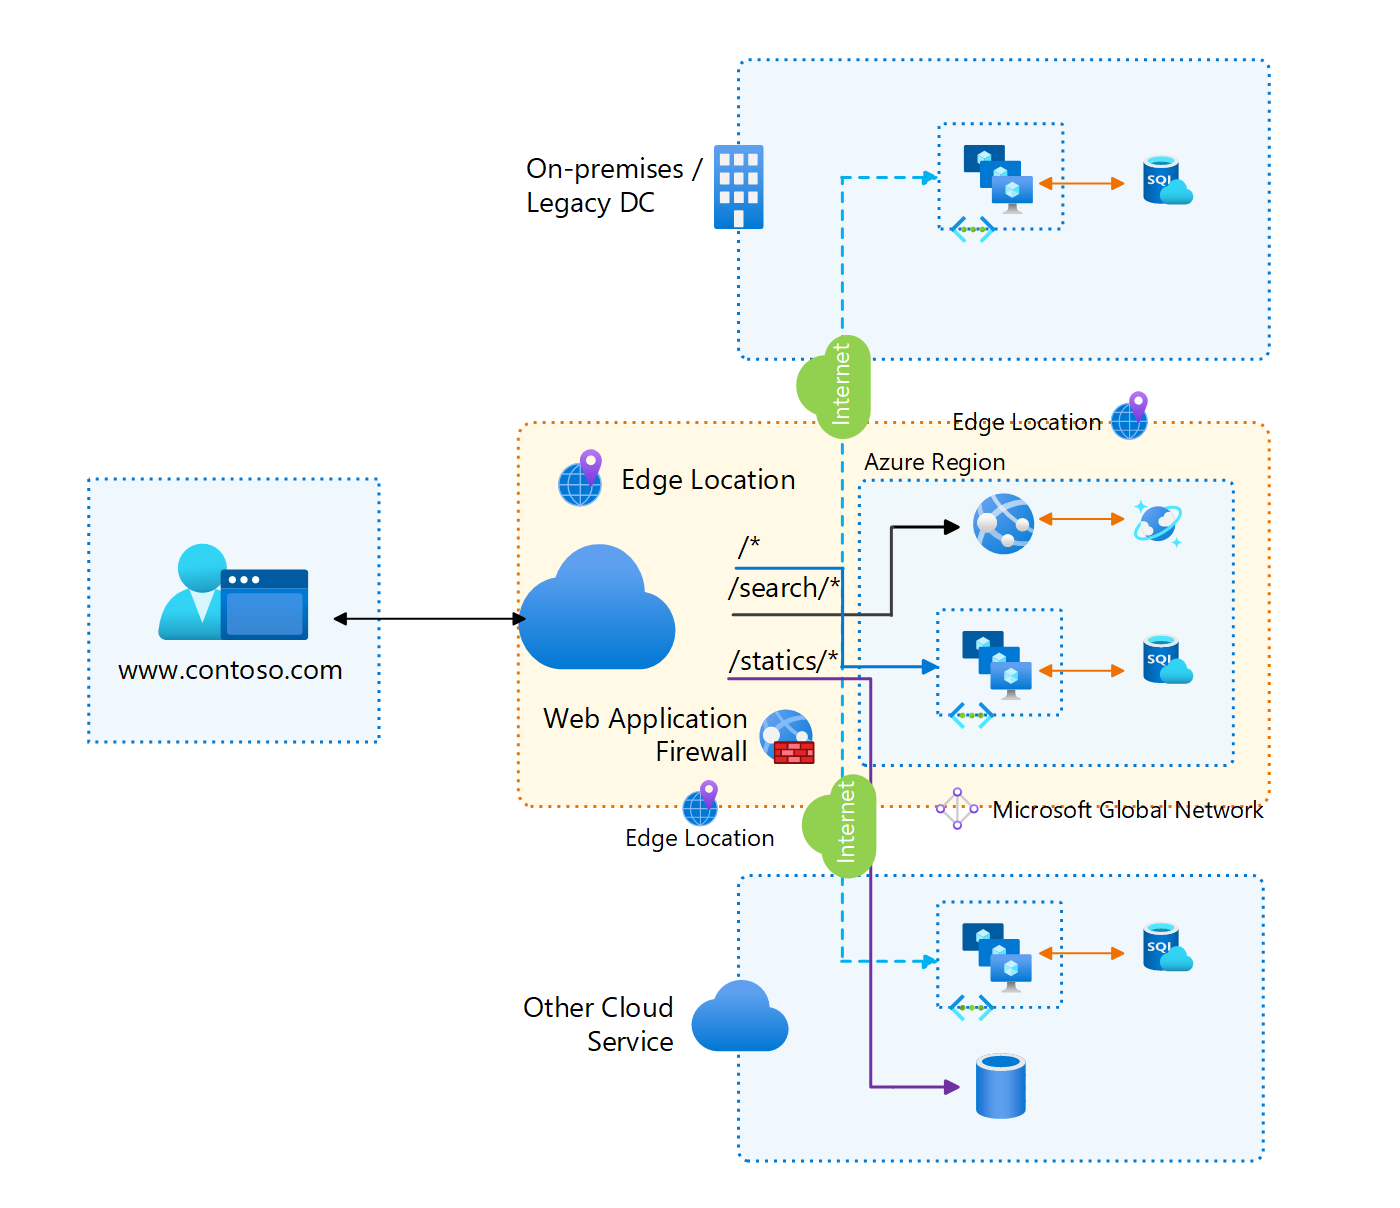 On-premises /
Legacy DC
SQL
Internet
Edge Location
Azure Region
Edge Location
/*
/search/*
/statics/*
SQL
www.contoso.com
Web Application
Firewall
Edge Location
Internet
Microsoft Global Network
SQL
Other Cloud
Service